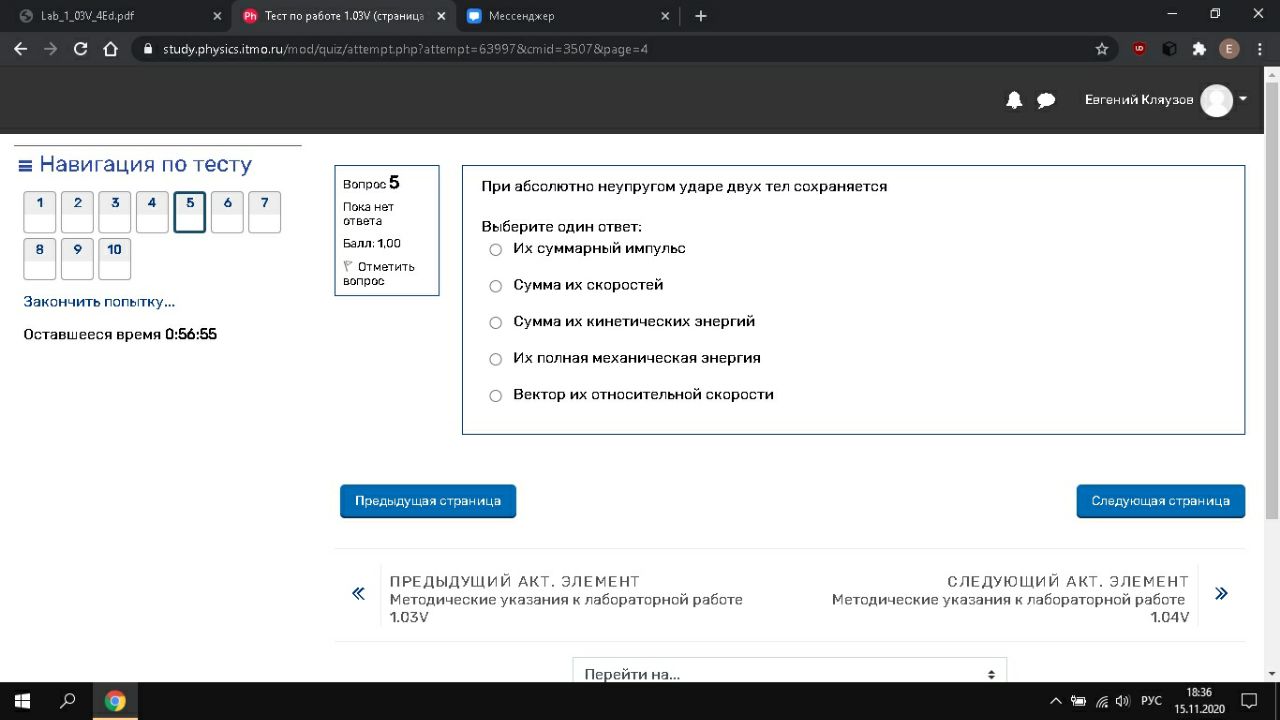 Lab_1_03V_4Ed.pdf
Ph Тест по работе 1.03V (страница
Мессенджер
study.physics.itmo.ru/mod/quiz/attempt.php?attempt=63997&cmid=3507&page=4
E
Евгений Кляузов
Навигация по тесту
1 2 3 4 5 6 7
8 9 10
Закончить попытку...
Оставшееся время 0:56:55
Вопрос 5
Пока нет
ответа
Балл: 1,00
Отметить
вопрос
При абсолютно неупругом ударе двух тел сохраняется
Выберите один ответ:
Их суммарный импульс
Сумма их скоростей
Сумма их кинетических энергий
Их полная механическая энергия
Вектор их относительной скорости
Предыдущая страница
Следующая страница
ПРЕДЫДУЩИЙ АКТ. ЭЛЕМЕНТ
Методические указания к лабораторной работе
1.03V
СЛЕДУЮЩИЙ АКТ. ЭЛЕМЕНТ
Методические указания к лабораторной работе
1.04V
Перейти на...
РУС
18:36
15.11.2020